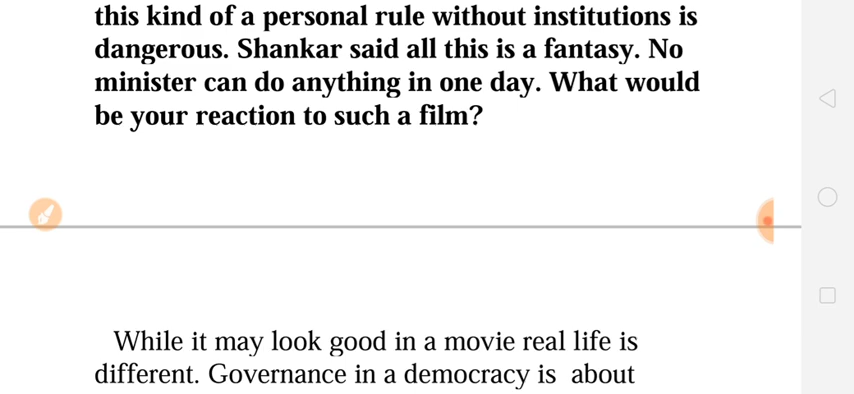 this kind of a personal rule without institutions is
dangerous. Shankar said all this is a fantasy. No
minister can do anything in one day. What would
be your reaction to such a film?
While it may look good in a movie real life is
different. Governance in a democracy is about